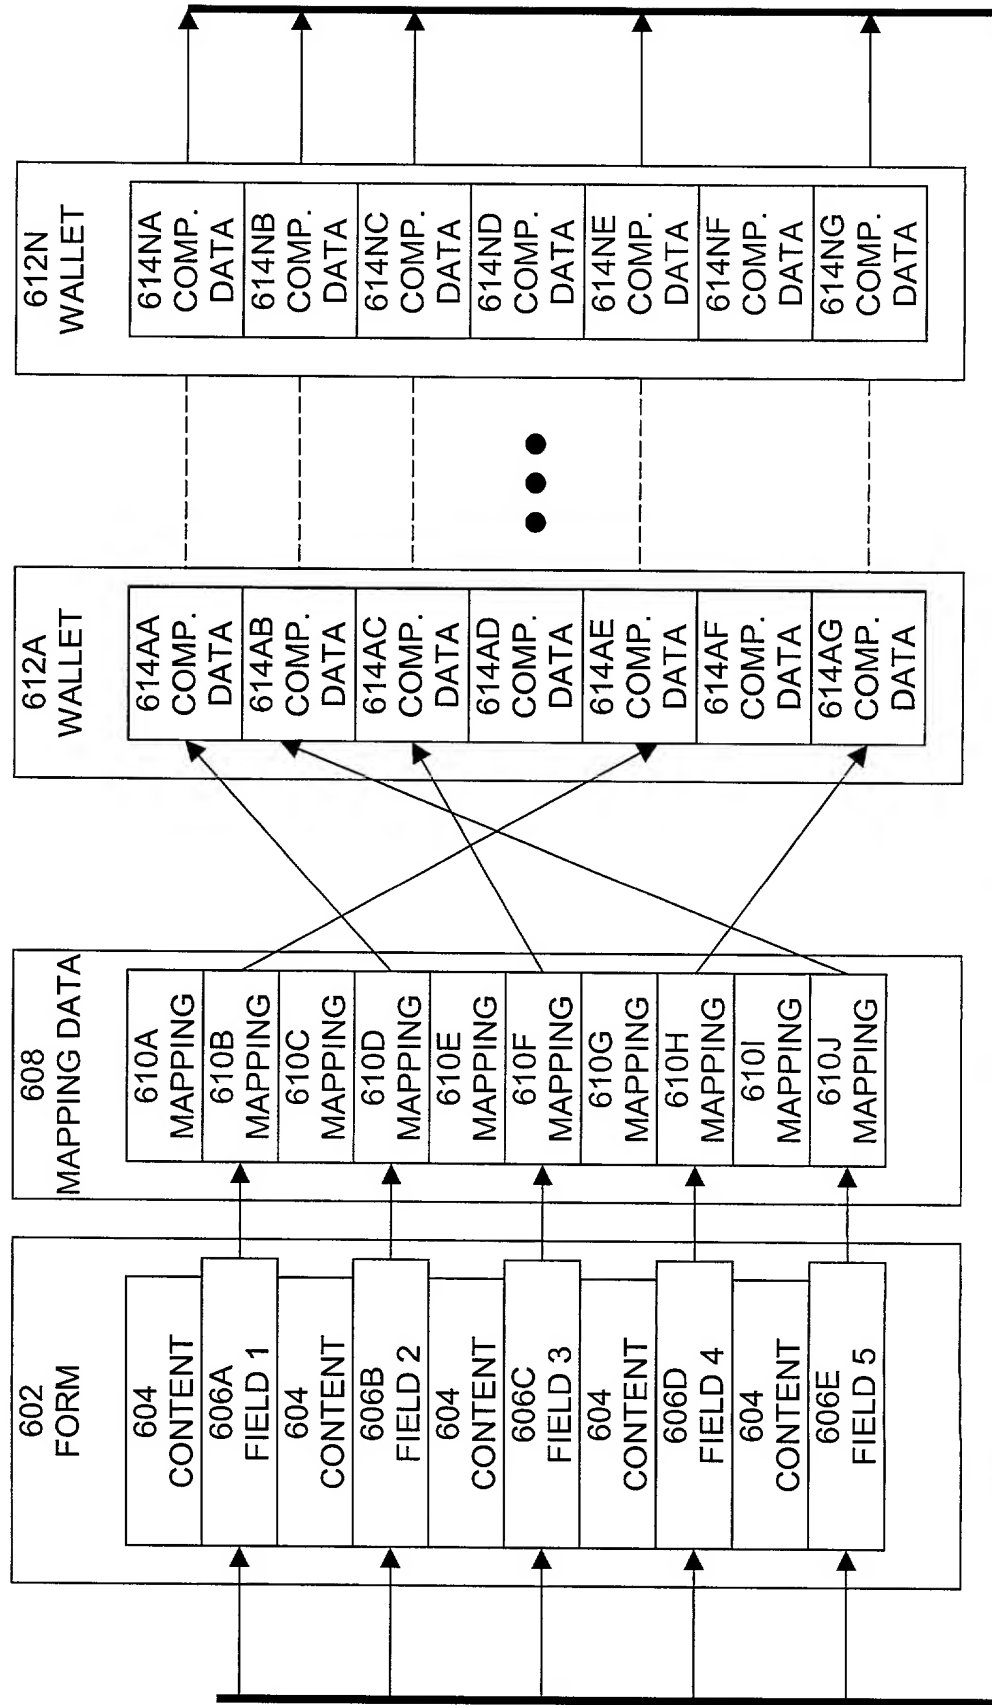 602
FORM
604
CONTENT
606A
FIELD 1
604
CONTENT
606B
FIELD 2
604
CONTENT
606C
FIELD 3
604
CONTENT
606D
FIELD 4
604
CONTENT
606E
FIELD 5
608
MAPPING DATA
610A
MAPPING
610B
MAPPING
610C
MAPPING
610D
MAPPING
610E
MAPPING
610F
MAPPING
610G
MAPPING
610H
MAPPING
610I
MAPPING
610J
MAPPING
612A
WALLET
614AA
COMP.
DATA
614AB
COMP.
DATA
614AC
COMP.
DATA
614AD
COMP.
DATA
614AE
COMP.
DATA
614AF
COMP.
DATA
614AG
COMP.
DATA
612N
WALLET
614NA
COMP.
DATA
614NB
COMP.
DATA
614NC
COMP.
DATA
614ND
COMP.
DATA
614NE
COMP.
DATA
614NF
COMP.
DATA
614NG
COMP.
DATA